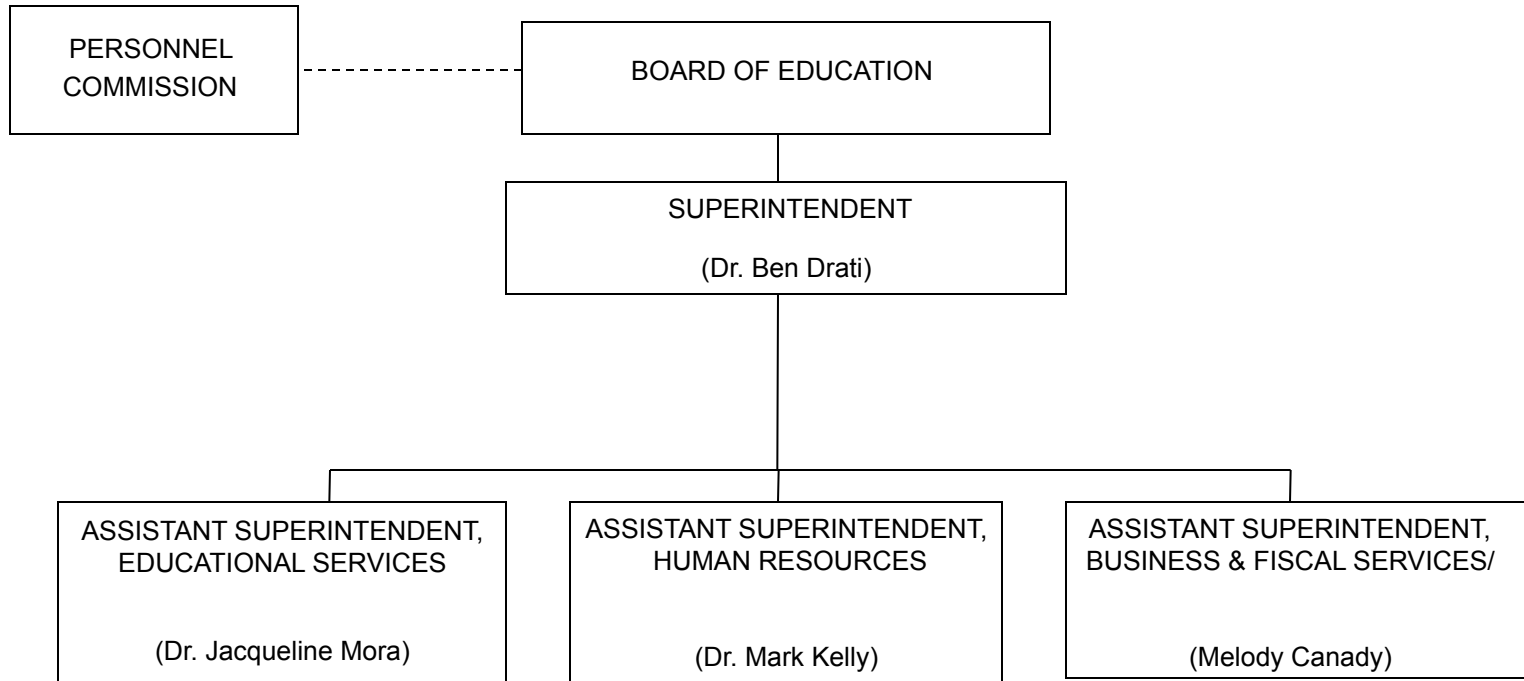 PERSONNEL
COMMISSION
BOARD OF EDUCATION
SUPERINTENDENT
(Dr. Ben Drati)
ASSISTANT SUPERINTENDENT,
EDUCATIONAL SERVICES
(Dr. Jacqueline Mora)
ASSISTANT SUPERINTENDENT,
HUMAN RESOURCES
(Dr. Mark Kelly)
ASSISTANT SUPERINTENDENT,
BUSINESS & FISCAL SERVICES/
(Melody Canady)